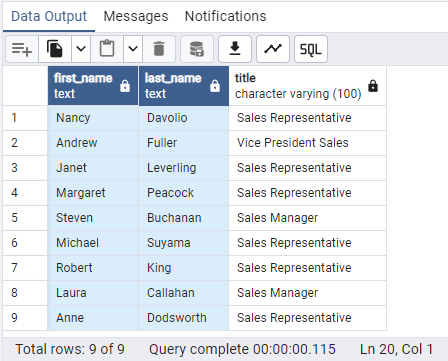 Data Output Messages Notifications
SQL
first_name last_name title
text text character varying (100)
1 Nancy Davolio Sales Representative
2 Andrew Fuller Vice President Sales
3 Janet Leverling Sales Representative
4 Margaret Peacock Sales Representative
5 Steven Buchanan Sales Manager
6 Michael Suyama Sales Representative
7 Robert King Sales Representative
8 Laura Callahan Sales Manager
9 Anne Dodsworth Sales Representative
Total rows: 9 of 9 Query complete 00:00:00.115 Ln 20, Col 1